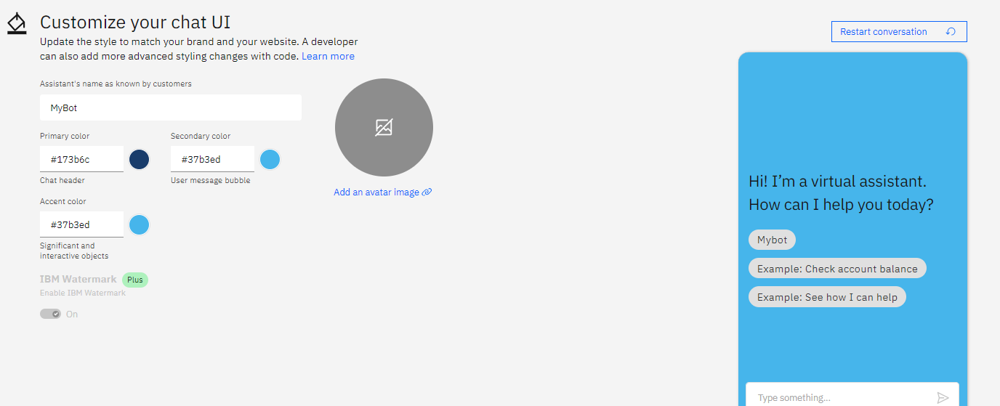 Customize your chat UI
Update the style to match your brand and your website. A developer
can also add more advanced styling changes with code. Learn more
Assistant's name as known by customers
MyBot
Primary color
#173b6c
Chat header
Secondary color
#37b3ed
User message bubble
Accent color
#37b3ed
Significant and
interactive objects
IBM Watermark Plus
Enable IBM Watermark
On
Add an avatar image
Restart conversation
Hi! I’m a virtual assistant.
How can I help you today?
Mybot
Example: Check account balance
Example: See how I can help
Type something...